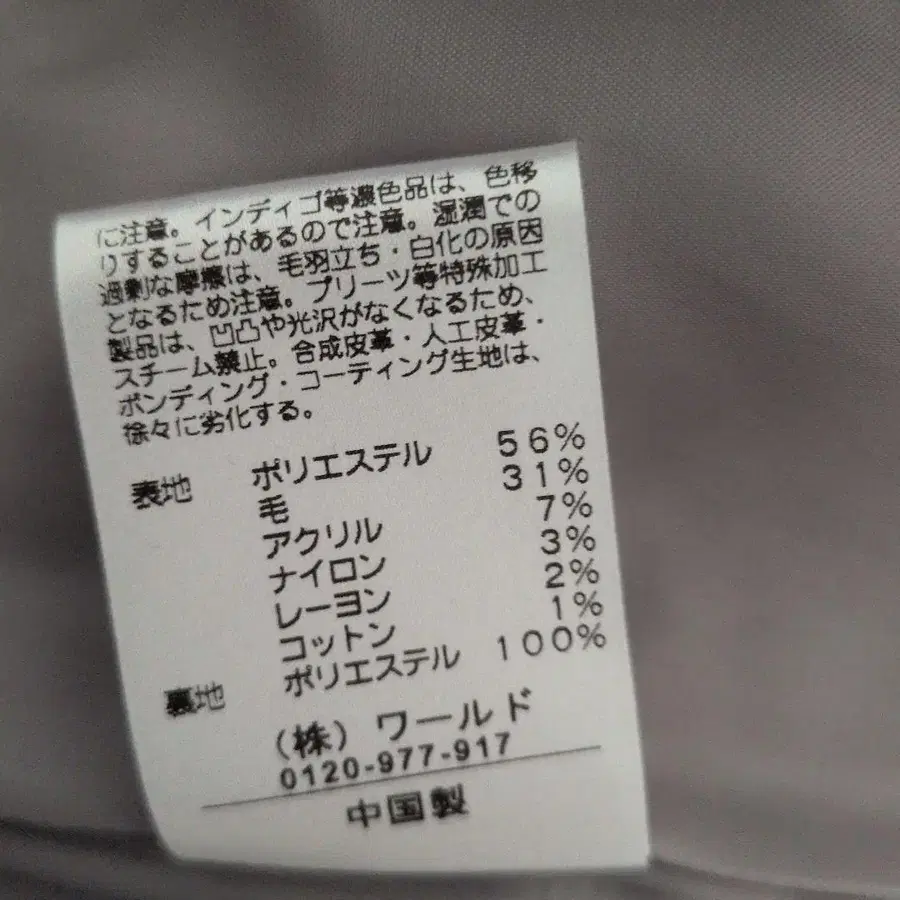 に注意。インディゴ等濃色品は、色移
りすることがあるので注意。湿潤での
過剰な摩擦は、毛羽立ち・白化の原因
となるため注意。プリーツ等特殊加工
製品は、凹凸や光沢がなくなるため、
スチーム禁止。合成皮革・人工皮革・
ボンディング・コーティング生地は、
徐々に劣化する。
表地 ポリエステル 56%
毛 31%
アクリル 7%
ナイロン 3%
レーヨン 2%
コットン 1%
裏地 ポリエステル 100%
(株) ワールド
0120-977-917
中国製